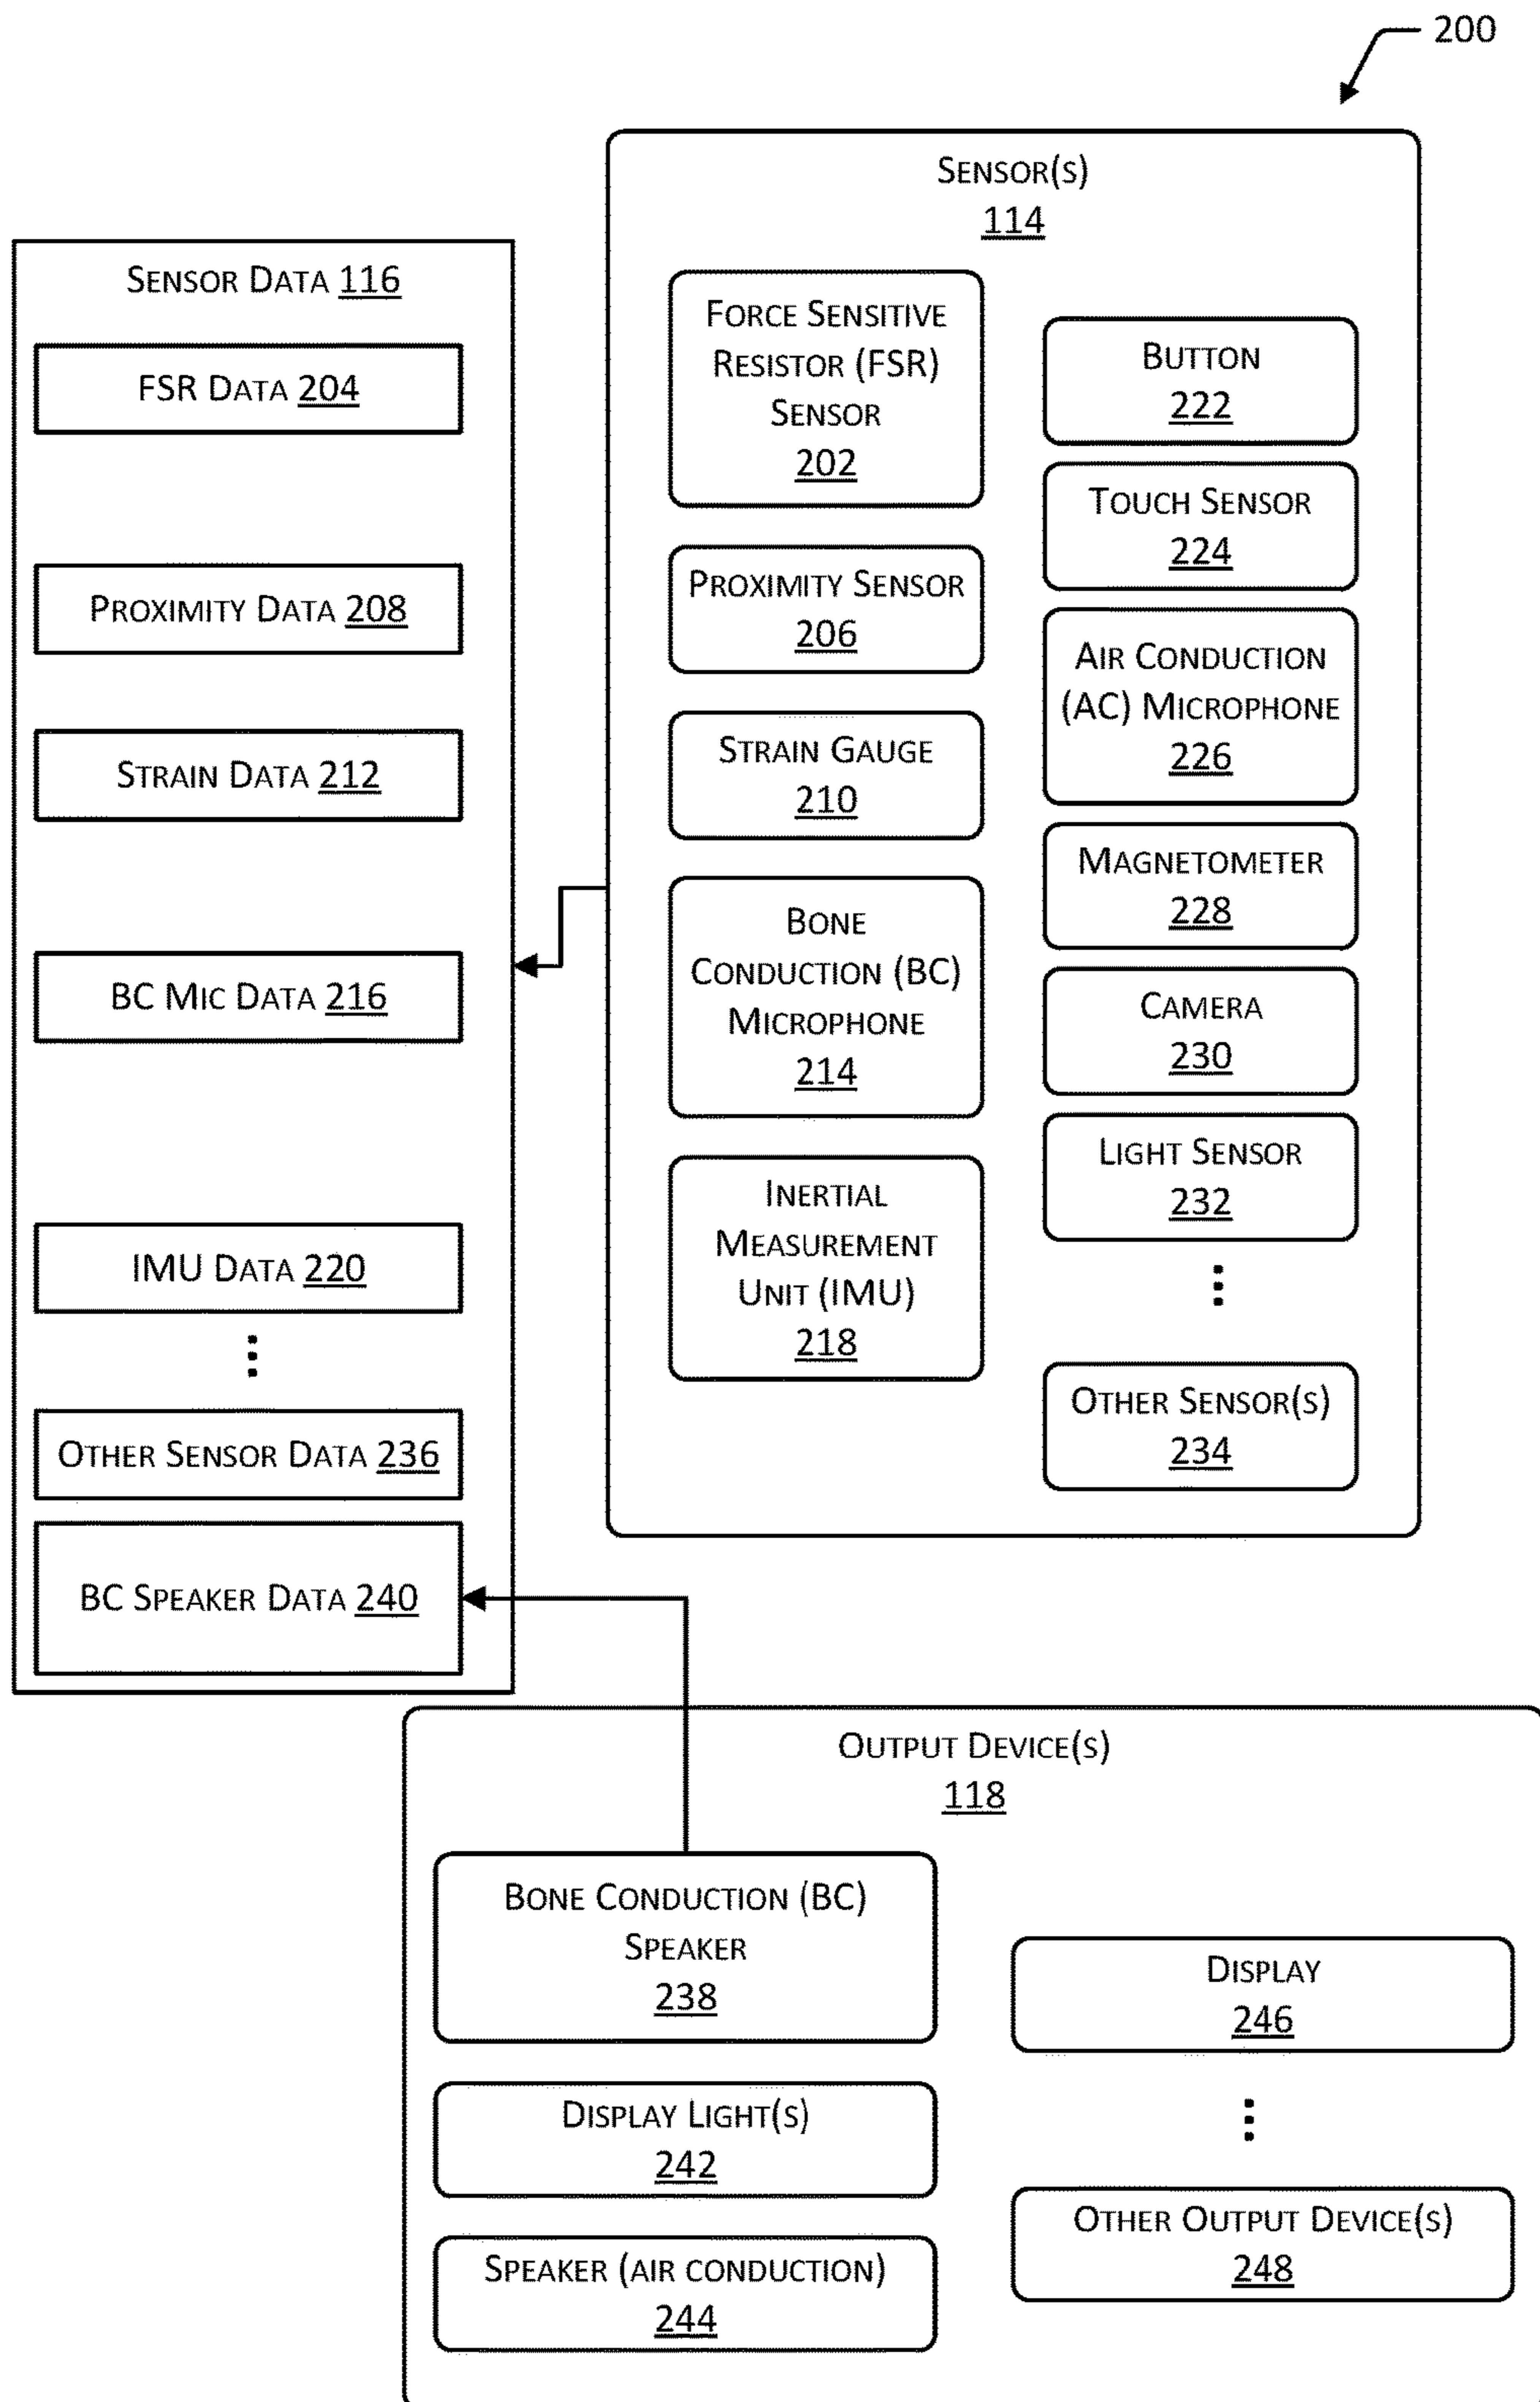 200
SENSOR(S)
114
SENSOR DATA 116
FSR DATA 204
PROXIMITY DATA 208
STRAIN DATA 212
BC MIC DATA 216
IMU DATA 220
OTHER SENSOR DATA 236
BC SPEAKER DATA 240
FORCE SENSITIVE
RESISTOR (FSR)
SENSOR
202
PROXIMITY SENSOR
206
STRAIN GAUGE
210
BONE
CONDUCTION (BC)
MICROPHONE
214
INERTIAL
MEASUREMENT
UNIT (IMU)
218
BUTTON
222
TOUCH SENSOR
224
AIR CONDUCTION
(AC) MICROPHONE
226
MAGNETOMETER
228
CAMERA
230
LIGHT SENSOR
232
OTHER SENSOR(S)
234
OUTPUT DEVICE(S)
118
BONE CONDUCTION (BC)
SPEAKER
238
DISPLAY LIGHT(S)
242
SPEAKER (AIR CONDUCTION)
244
DISPLAY
246
OTHER OUTPUT DEVICE(S)
248